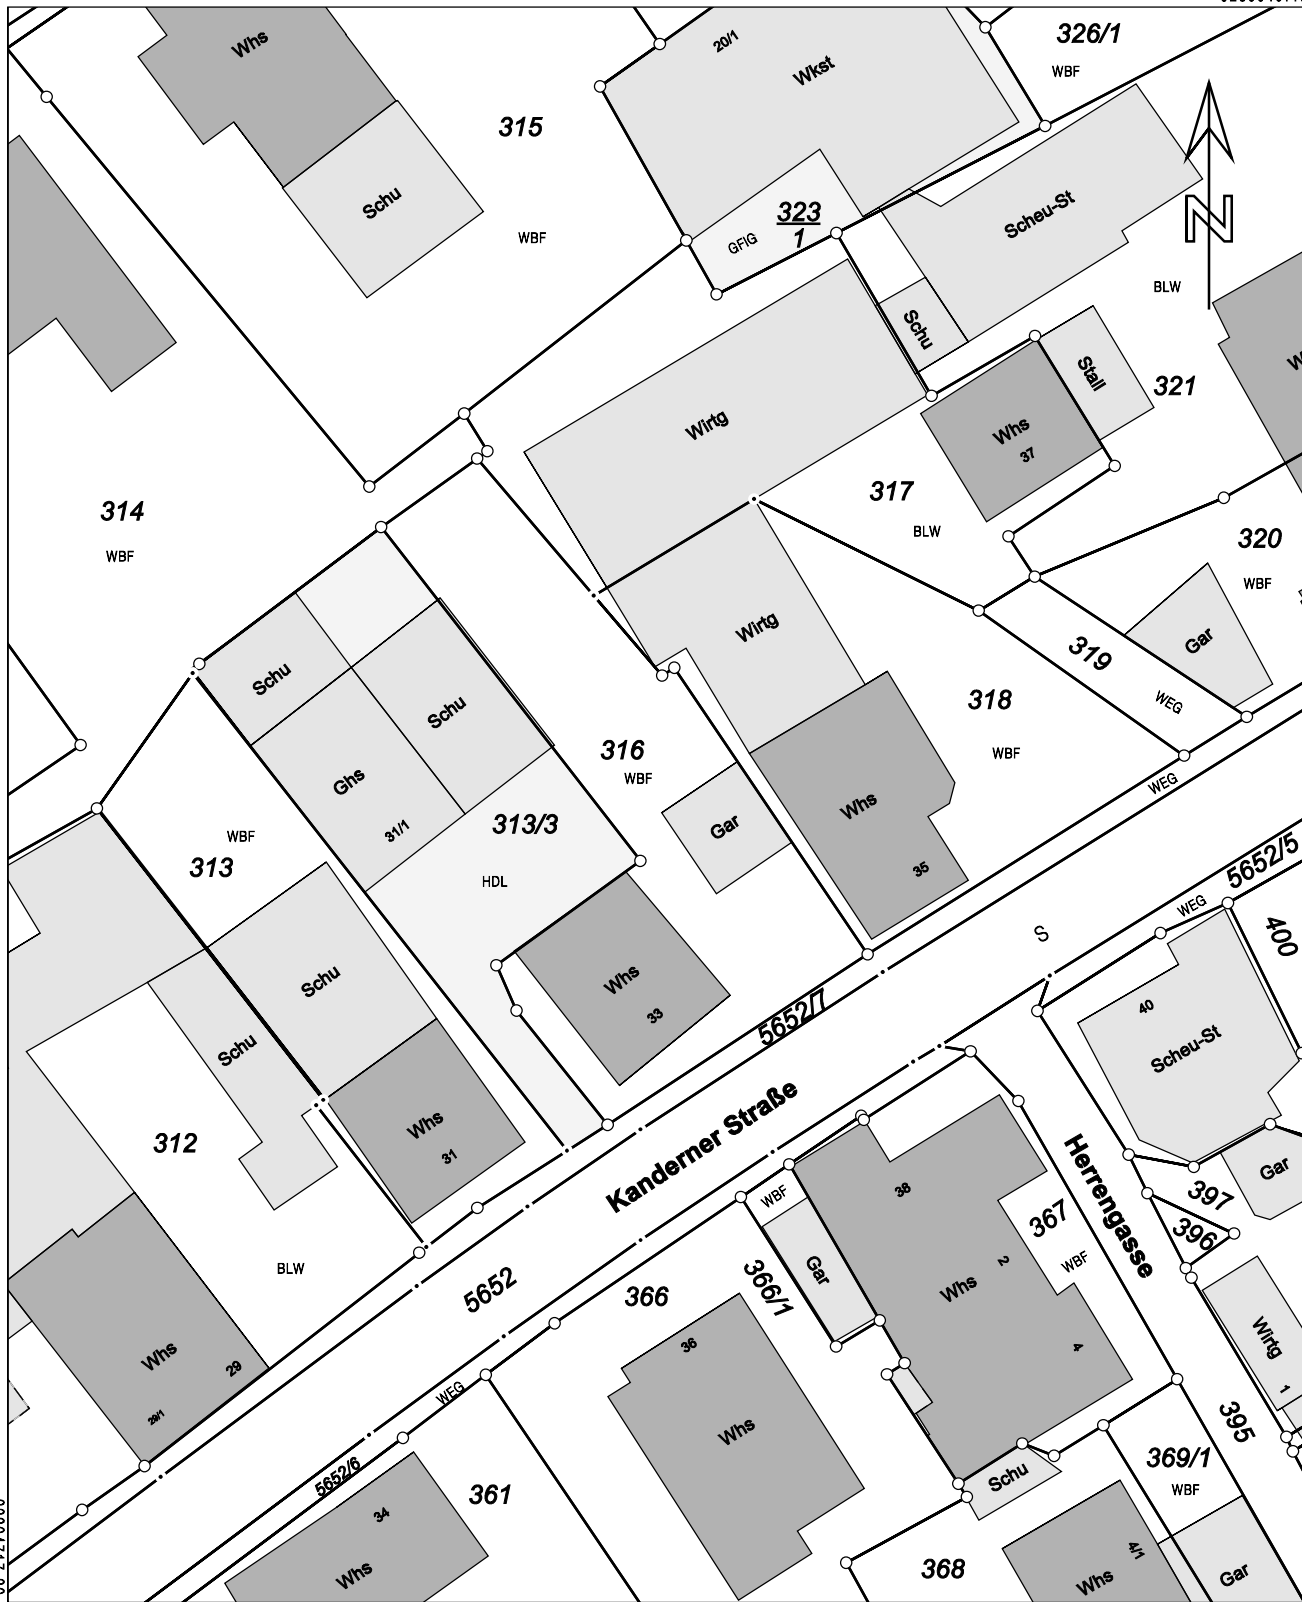 Whs
20/1
Wkst
326/1
WBF
315
Schu
WBF
323
1
GFlG
Scheu-St
N
BLW
Schu
Stall
321
Wirtg
Whs
37
317
BLW
314
WBF
320
WBF
Gar
319
WEG
Wirtg
318
WBF
Schu
Schu
316
WBF
Ghs
31/1
313/3
HDL
Gar
Whs
35
WEG
WBF
313
5652/5
WEG
400
S
Schu
Whs
33
5652/7
40
Scheu-St
Schu
312
Whs
31
Kanderner Straße
Herrengasse
Gar
397
396
38
367
WBF
WBF
Gar
2
Whs
4
BLW
5652
366
366/1
36
Whs
Wirtg
1
Whs
29
29/1
WEG
5652/6
361
34
Whs
395
369/1
WBF
Schu
368
4/1
Whs
Gar